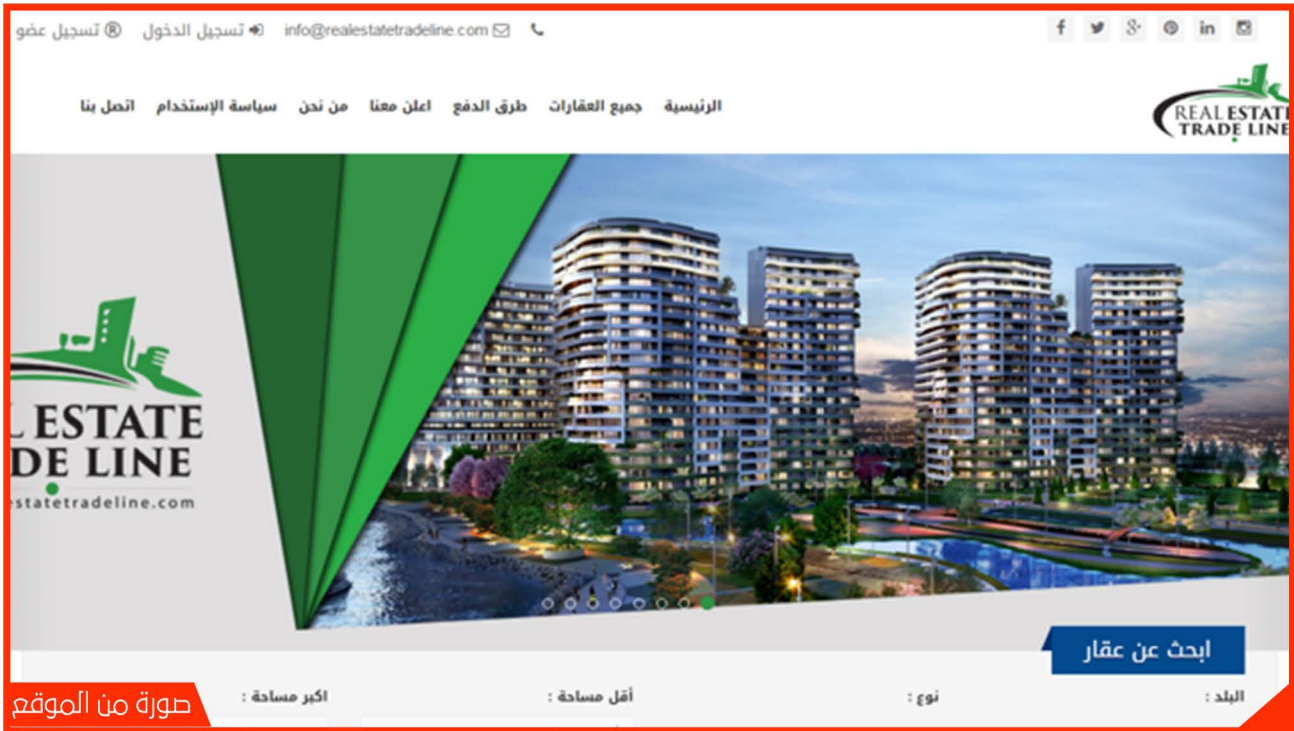 تسجيل عضو ® تسجيل الدخول info@realestatetradeline.com
REAL ESTATE
TRADE LINE
الرئيسية جميع العقارات طرق الدفع اعلن معنا من نحن سياسة الإستخدام اتصل بنا
L ESTATE
DE LINE
estatetradeline.com
ابحث عن عقار
البلد : نوع : أقل مساحة : اكبر مساحة :
صورة من الموقع